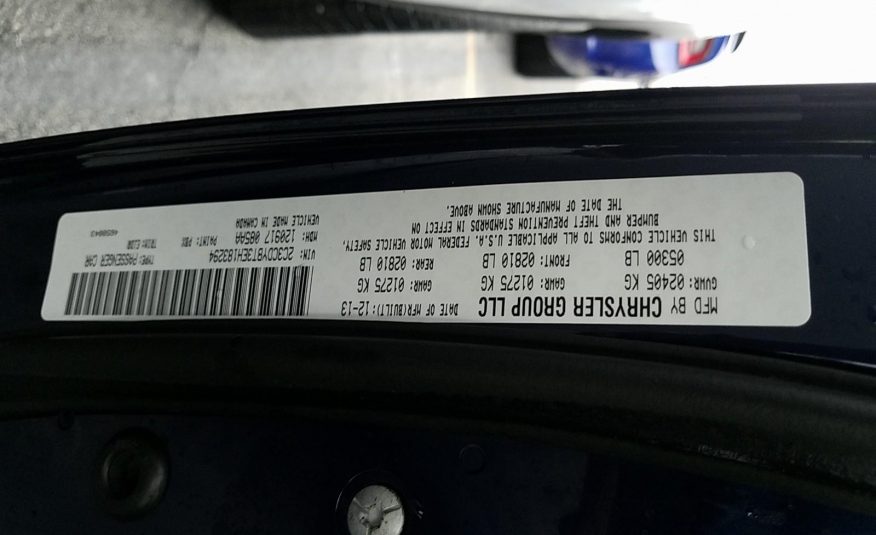 MFD BY CHRYSLER GROUP LLC DATE OF MFR(BUILT): 12-13
GVWR: 02405 KG GAWR: 01275 KG GAWR: 01275 KG
05300 LB FRONT: 02810 LB REAR: 02810 LB
THIS VEHICLE CONFORMS TO ALL APPLICABLE U.S.A. FEDERAL MOTOR VEHICLE SAFETY,
BUMPER AND THEFT PREVENTION STANDARDS IN EFFECT ON
THE DATE OF MANUFACTURE SHOWN ABOVE.
VIN: 2C3CDYBT3EH183294 TYPE: PASSENGER CAR
MDH: 120917 085AA PAINT: PBX TRIM: EJDR
VEHICLE MADE IN CANADA